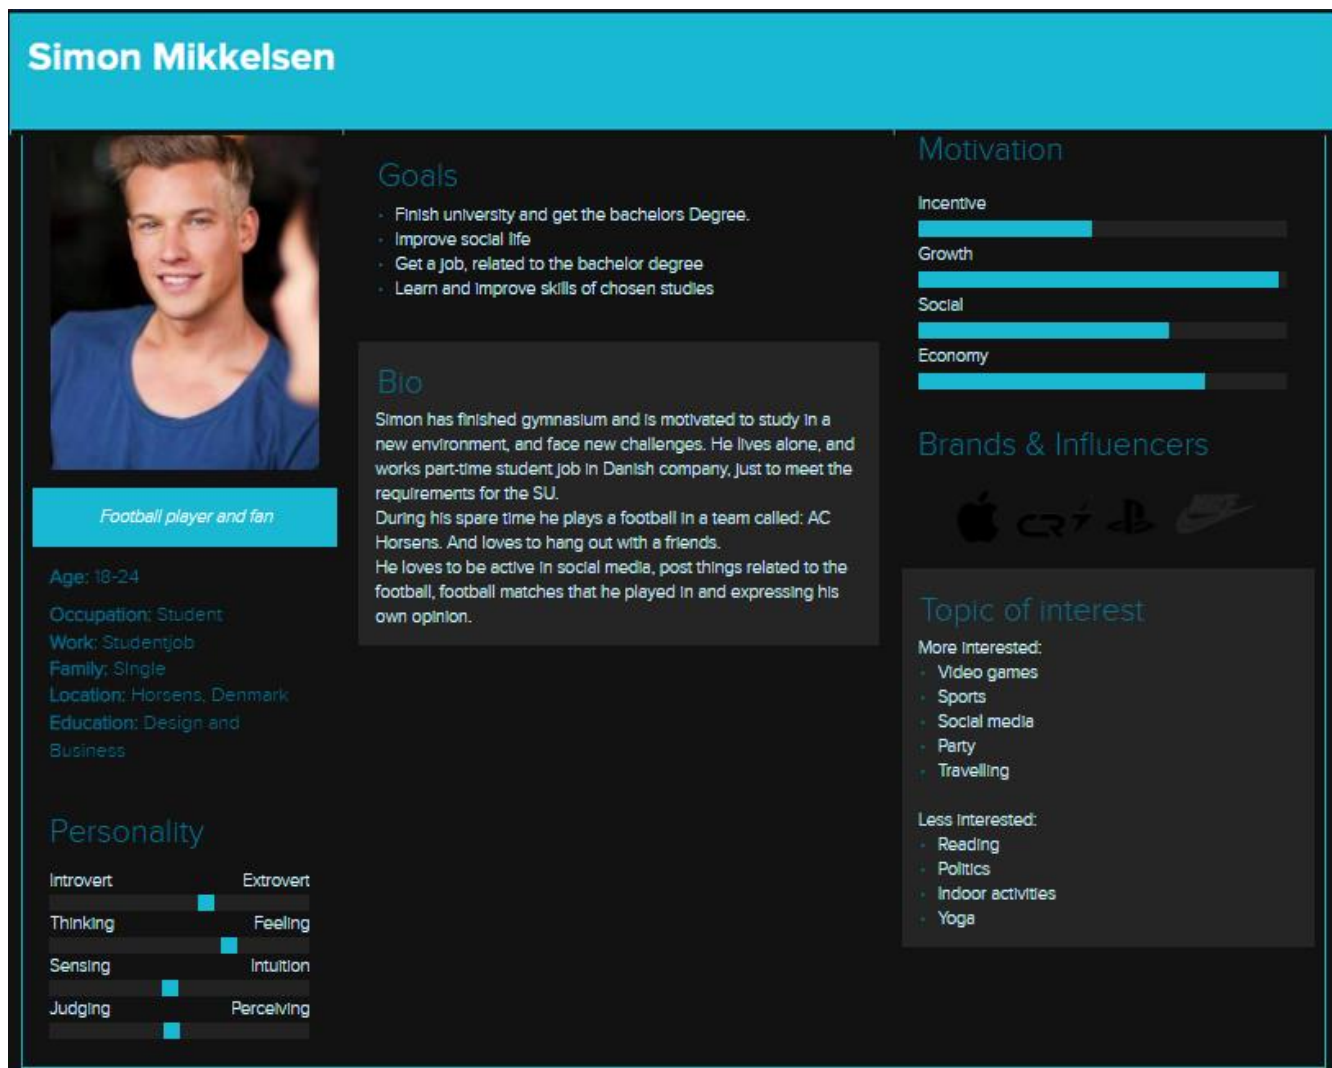 Simon Mikkelsen
Football player and fan
Age: 18-24
Occupation: Student
Work: Studentjob
Family: Single
Location: Horsens, Denmark
Education: Design and
Business
Personality
Introvert Extrovert
Thinking Feeling
Sensing Intuition
Judging Perceiving
Goals
Finish university and get the bachelors Degree.
Improve social life
Get a job, related to the bachelor degree
Learn and improve skills of chosen studies
Bio
Simon has finished gymnasium and is motivated to study in a
new environment, and face new challenges. He lives alone, and
works part-time student job in Danish company, just to meet the
requirements for the SU.
During his spare time he plays a football in a team called: AC
Horsens. And loves to hang out with a friends.
He loves to be active in social media, post things related to the
football, football matches that he played in and expressing his
own opinion.
Motivation
Incentive
Growth
Social
Economy
Brands & Influencers
CR7
NIKE
Topic of interest
More interested:
Video games
Sports
Social media
Party
Travelling
Less interested:
Reading
Politics
Indoor activities
Yoga